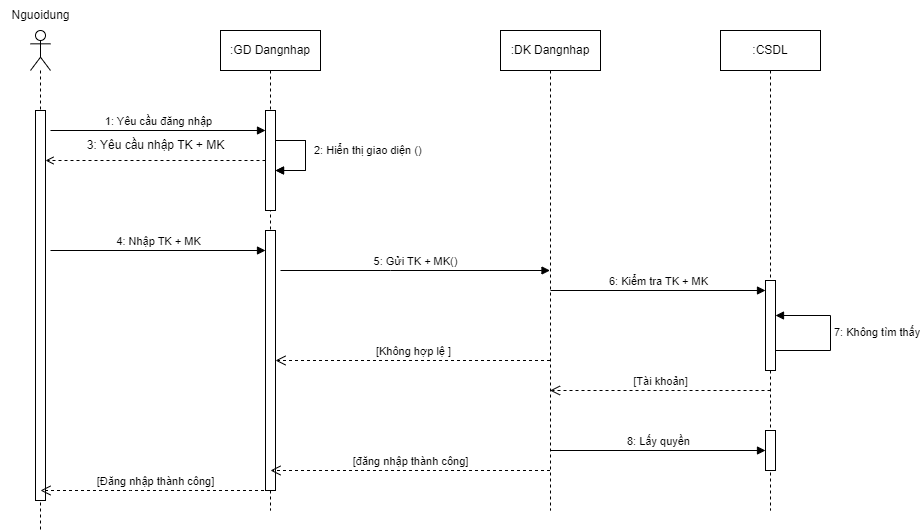 Nguoidung
:GD Dangnhap
:DK Dangnhap
:CSDL
1: Yêu cầu đăng nhập
3: Yêu cầu nhập TK + MK
2: Hiển thị giao diện ()
4: Nhập TK + MK
5: Gửi TK + MK()
6: Kiểm tra TK + MK
7: Không tìm thấy
[Không hợp lệ ]
[Tài khoản]
8: Lấy quyền
[đăng nhập thành công]
[Đăng nhập thành công]